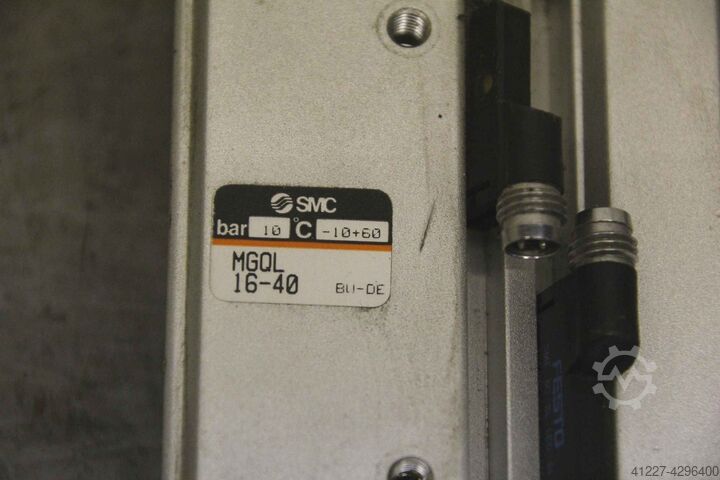 SMC
bar 10 °C -10+60
MGQL
16-40 BU-DE
FESTO
41227-4296400